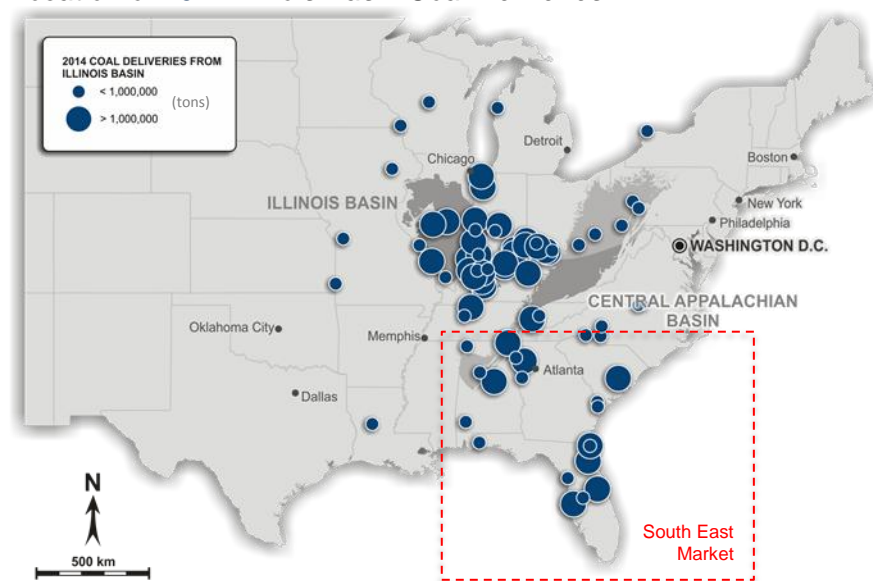 2014 COAL DELIVERIES FROM
ILLINOIS BASIN
< 1,000,000
(tons)
> 1,000,000
Detroit
Chicago
Boston
ILLINOIS BASIN
New York
Philadelphia
WASHINGTON D.C.
CENTRAL APPALACHIAN
BASIN
Oklahoma City
Memphis
Atlanta
Dallas
N
500 km
South East
Market